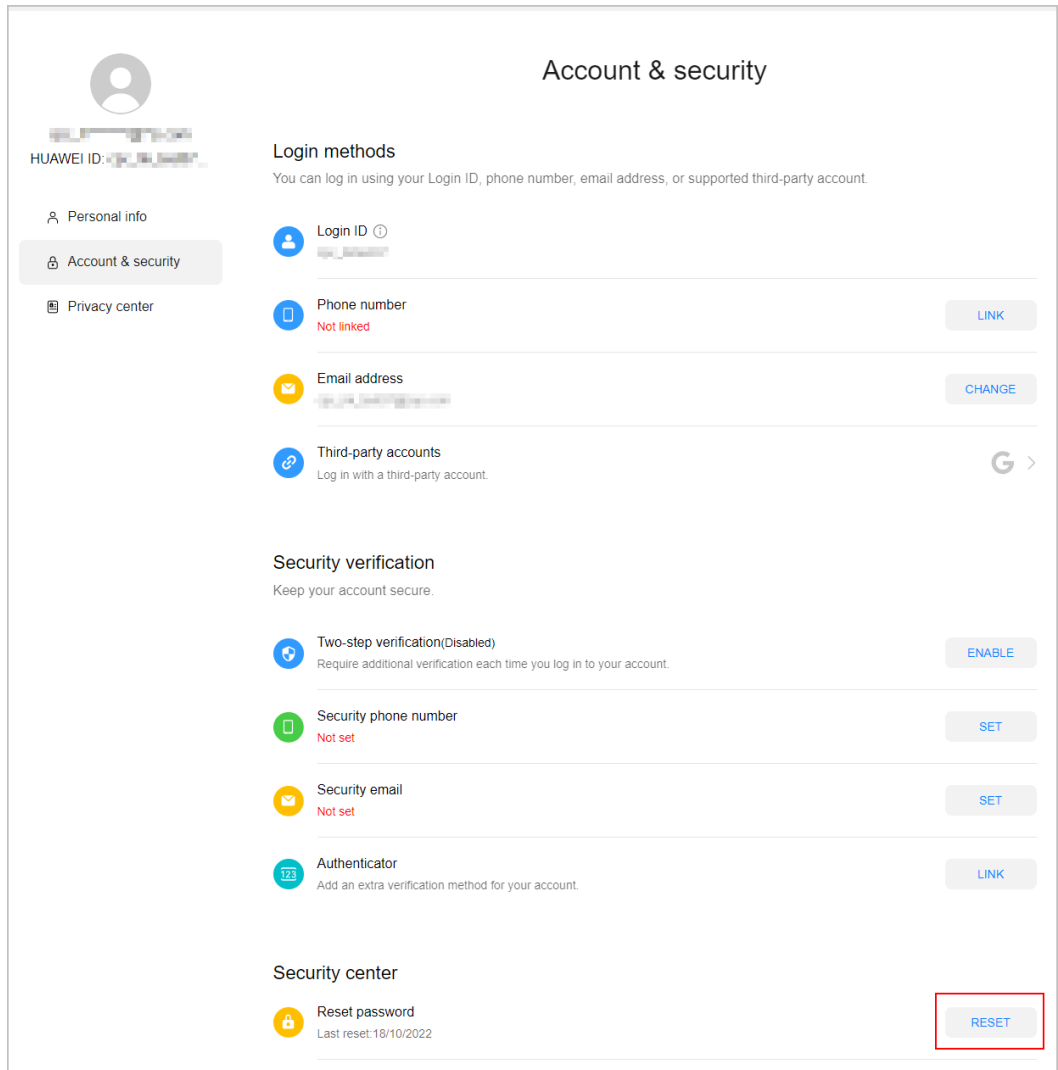 Account & security
HUAWEI ID:
Personal info
Account & security
Privacy center
Login methods
You can log in using your Login ID, phone number, email address, or supported third-party account.
Login ID
Phone number
Not linked
LINK
Email address
CHANGE
Third-party accounts
Log in with a third-party account.
G
Security verification
Keep your account secure.
Two-step verification(Disabled)
Require additional verification each time you log in to your account.
ENABLE
Security phone number
Not set
SET
Security email
Not set
SET
123
Authenticator
Add an extra verification method for your account.
LINK
Security center
Reset password
Last reset:18/10/2022
RESET